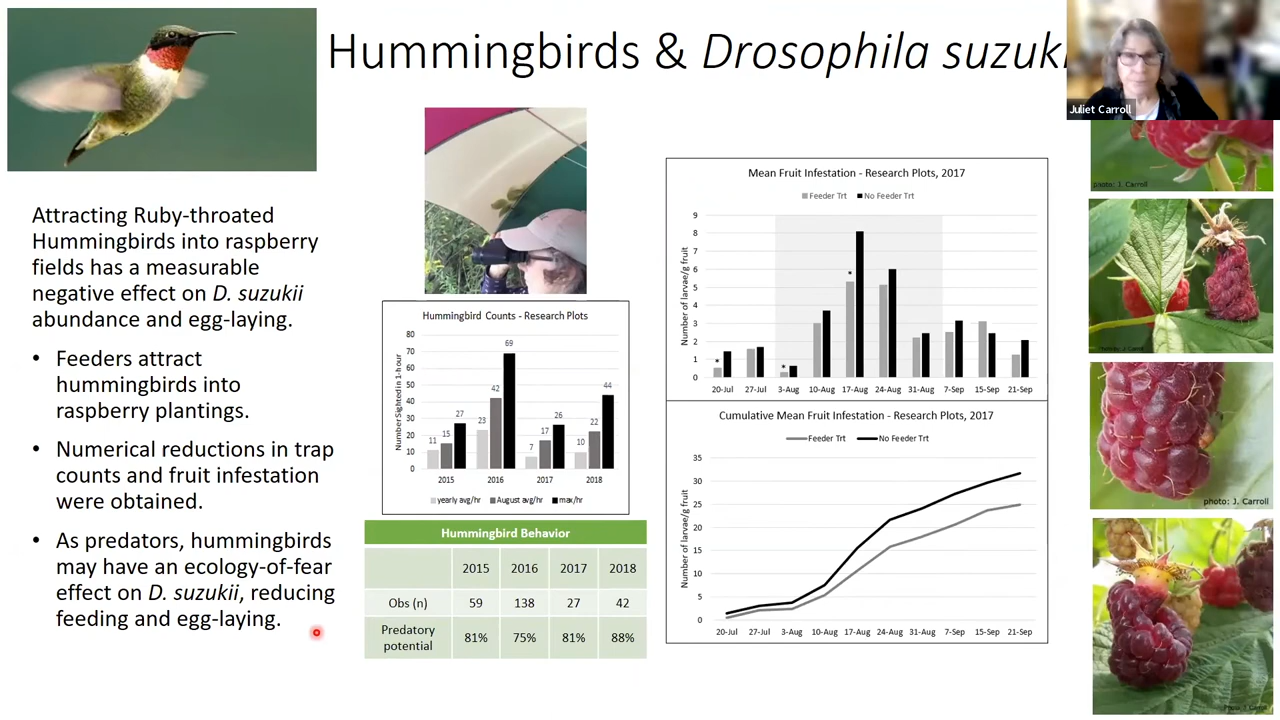 Hummingbirds & Drosophila suzuki
Juliet Carroll
Attracting Ruby-throated
Hummingbirds into raspberry
fields has a measurable
negative effect on D. suzukii
abundance and egg-laying.
• Feeders attract
hummingbirds into
raspberry plantings.
• Numerical reductions in trap
counts and fruit infestation
were obtained.
• As predators, hummingbirds
may have an ecology-of-fear
effect on D. suzukii, reducing
feeding and egg-laying.
Hummingbird Counts - Research Plots
Number Sighted in 1-hour
80
70
60
50
40
30
20
10
0
11 15 27 23 42 69 7 17 26 10 22 44
2015 2016 2017 2018
yearly avg/hr August avg/hr max/hr
Hummingbird Behavior
2015 2016 2017 2018
Obs (n) 59 138 27 42
Predatory
potential 81% 75% 81% 88%
Mean Fruit Infestation - Research Plots, 2017
Feeder Trt No Feeder Trt
Number of larvae/g fruit
9
8
7
6
5
4
3
2
1
0
* * *
20-Jul 27-Jul 3-Aug 10-Aug 17-Aug 24-Aug 31-Aug 7-Sep 15-Sep 21-Sep
Cumulative Mean Fruit Infestation - Research Plots, 2017
Feeder Trt No Feeder Trt
Number of larvae/g fruit
35
30
25
20
15
10
5
0
20-Jul 27-Jul 3-Aug 10-Aug 17-Aug 24-Aug 31-Aug 7-Sep 15-Sep 21-Sep
photo: J. Carroll
photo: J. Carroll
photo: J. Carroll
photo: J. Carroll